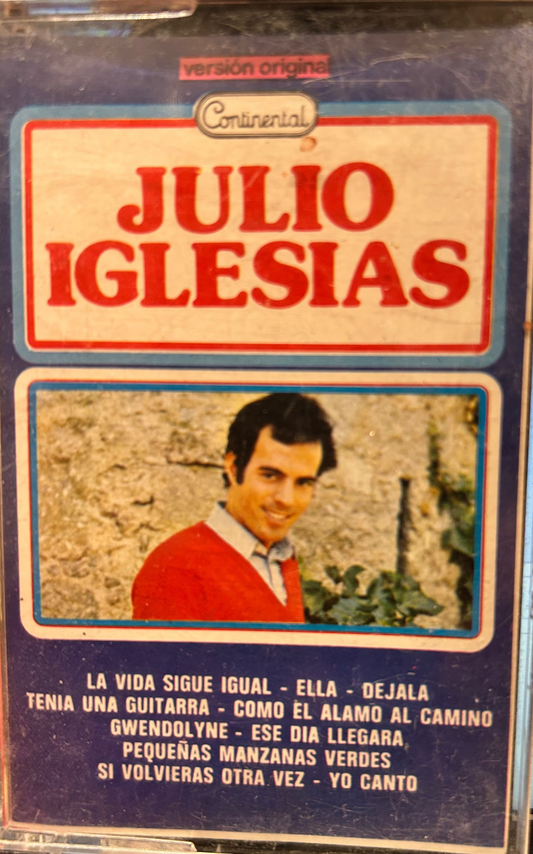 versión original
Continental
JULIO
IGLESIAS
LA VIDA SIGUE IGUAL - ELLA - DEJALA
TENIA UNA GUITARRA - COMO EL ALAMO AL CAMINO
GWENDOLYNE - ESE DIA LLEGARA
PEQUEÑAS MANZANAS VERDES
SI VOLVIERAS OTRA VEZ - YO CANTO